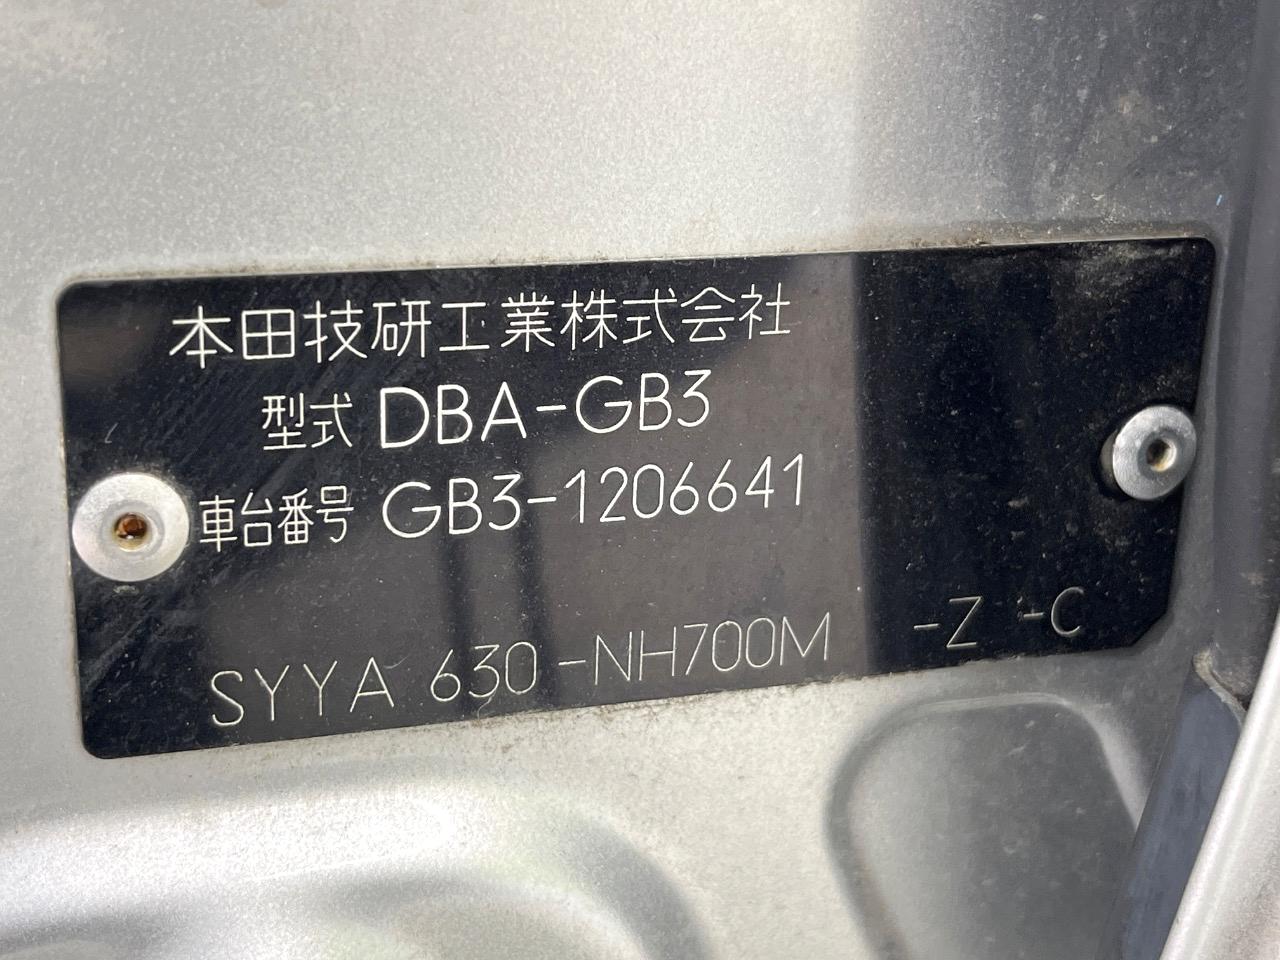 本田技研工業株式会社
型式 DBA-GB3
車台番号 GB3-1206641
SYYA 630 -NH700M -Z -C